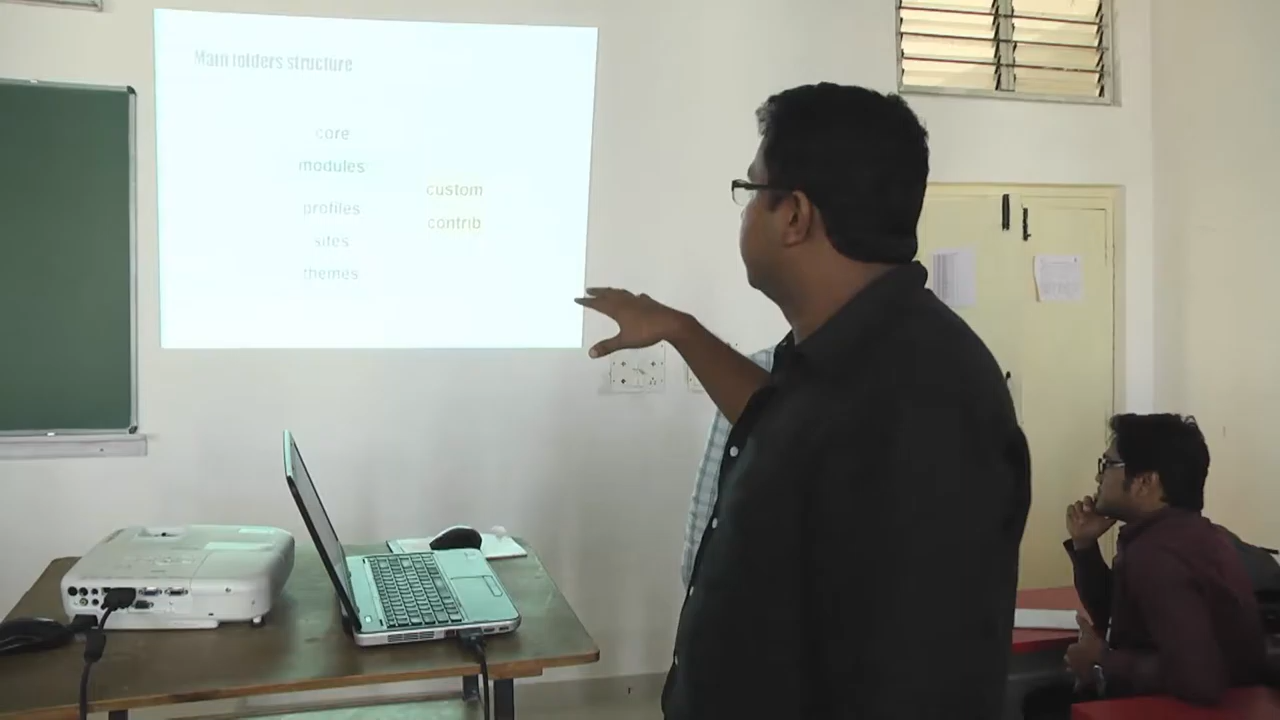 Main folders structure
core
modules
custom
profiles
contrib
sites
themes